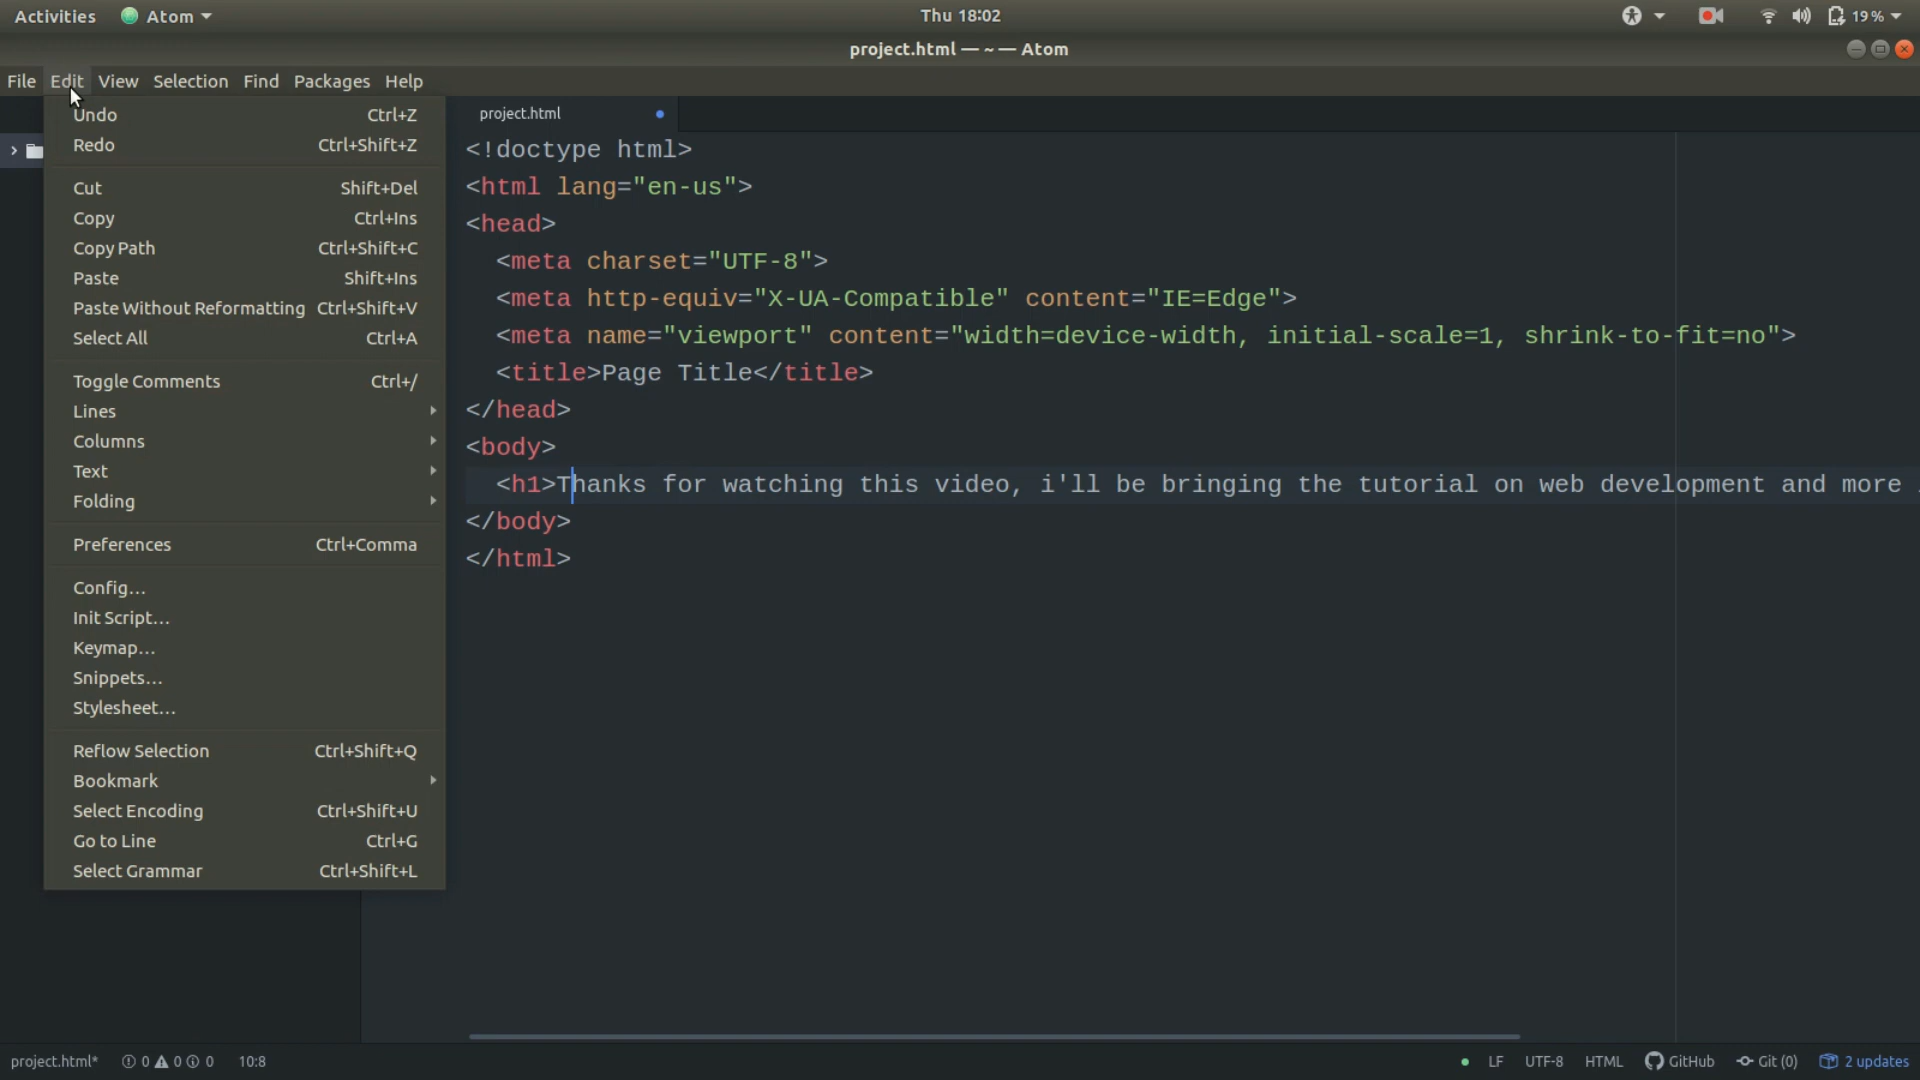 Activities Atom Thu 18:02 19%
project.html — ~ — Atom
File Edit View Selection Find Packages Help
Undo Ctrl+Z
Redo Ctrl+Shift+Z
Cut Shift+Del
Copy Ctrl+Ins
Copy Path Ctrl+Shift+C
Paste Shift+Ins
Paste Without Reformatting Ctrl+Shift+V
Select All Ctrl+A
Toggle Comments Ctrl+/
Lines
Columns
Text
Folding
Preferences Ctrl+Comma
Config...
Init Script...
Keymap...
Snippets...
Stylesheet...
Reflow Selection Ctrl+Shift+Q
Bookmark
Select Encoding Ctrl+Shift+U
Go to Line Ctrl+G
Select Grammar Ctrl+Shift+L
project.html
<!doctype html>
<html lang="en-us">
<head>
<meta charset="UTF-8">
<meta http-equiv="X-UA-Compatible" content="IE=Edge">
<meta name="viewport" content="width=device-width, initial-scale=1, shrink-to-fit=no">
<title>Page Title</title>
</head>
<body>
<h1>Thanks for watching this video, i'll be bringing the tutorial on web development and more
</body>
</html>
project.html* 0 0 0 10:8 LF UTF-8 HTML GitHub Git (0) 2 updates